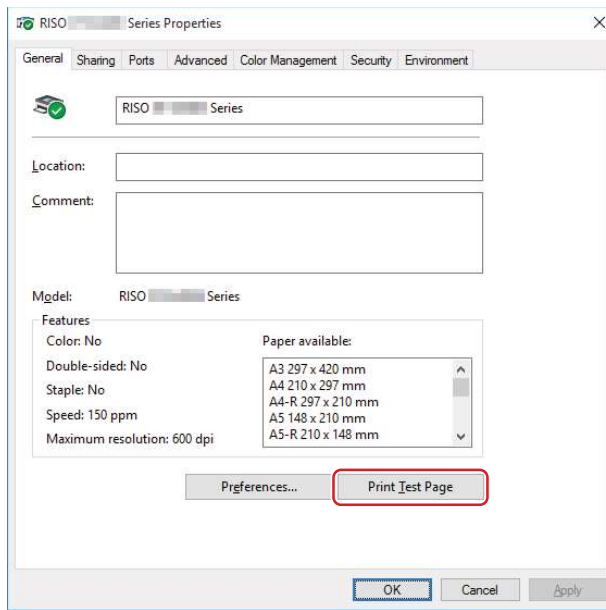 RISO Series Properties
General Sharing Ports Advanced Color Management Security Environment
RISO Series
Location:
Comment:
Model: RISO Series
Features
Color: No
Double-sided: No
Staple: No
Speed: 150 ppm
Maximum resolution: 600 dpi
Paper available:
A3 297 x 420 mm
A4 210 x 297 mm
A4-R 297 x 210 mm
A5 148 x 210 mm
A5-R 210 x 148 mm
Preferences... Print Test Page
OK Cancel Apply